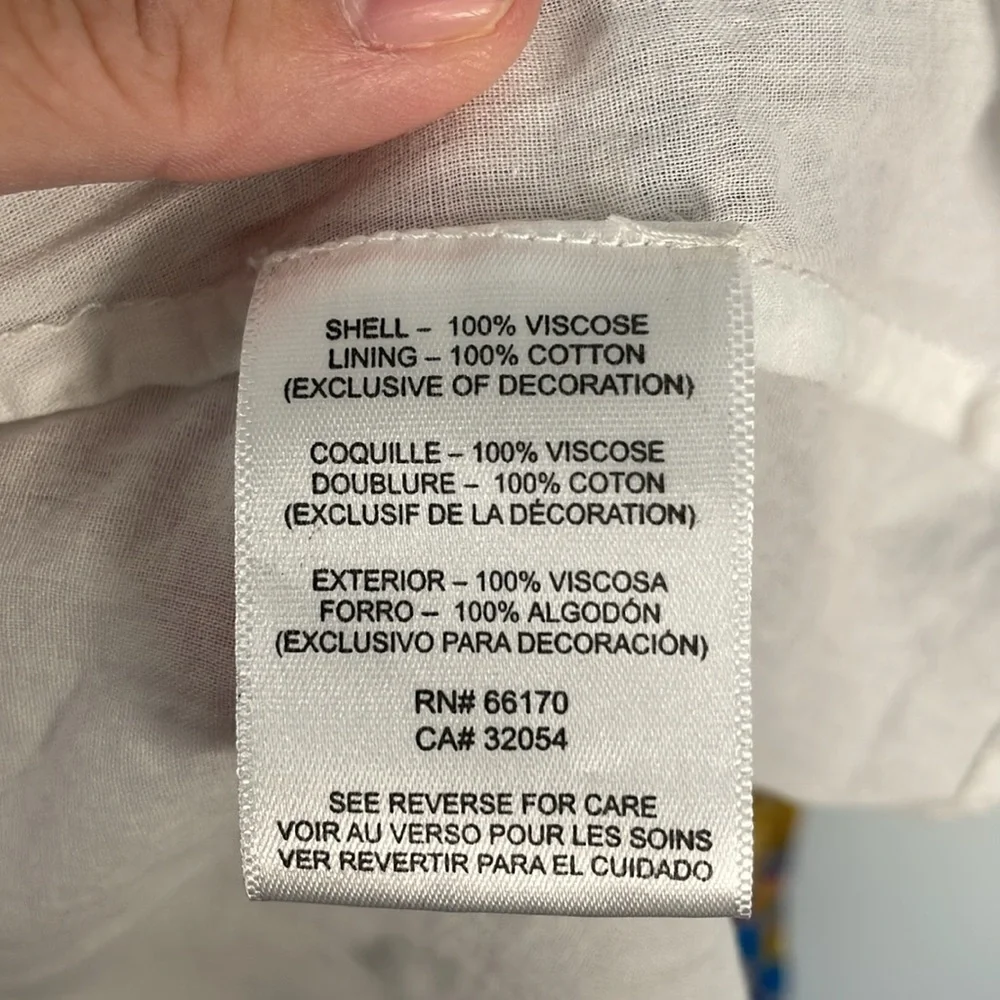 SHELL – 100% VISCOSE
LINING – 100% COTTON
(EXCLUSIVE OF DECORATION)
COQUILLE – 100% VISCOSE
DOUBLURE – 100% COTON
(EXCLUSIF DE LA DÉCORATION)
EXTERIOR – 100% VISCOSA
FORRO – 100% ALGODÓN
(EXCLUSIVO PARA DECORACIÓN)
RN# 66170
CA# 32054
SEE REVERSE FOR CARE
VOIR AU VERSO POUR LES SOINS
VER REVERTIR PARA EL CUIDADO